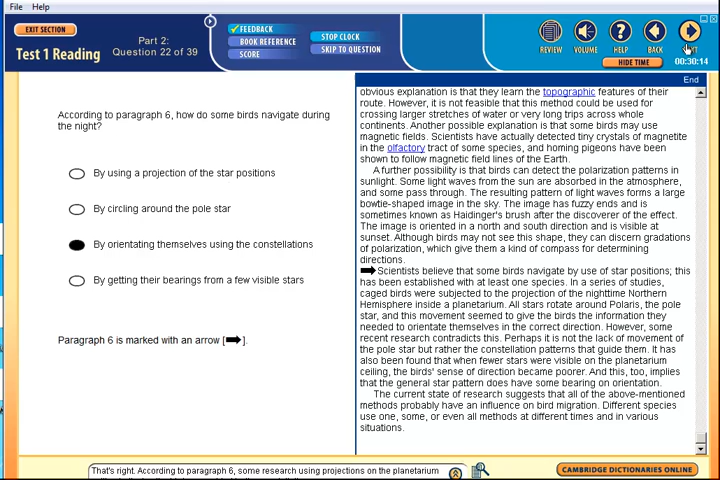 File Help
EXIT SECTION
Test 1 Reading
Part 2:
Question 22 of 39
FEEDBACK
BOOK REFERENCE
SCORE
STOP CLOCK
SKIP TO QUESTION
REVIEW VOLUME HELP BACK
HIDE TIME 00:30:14
End
According to paragraph 6, how do some birds navigate during
the night?
By using a projection of the star positions
By circling around the pole star
By orientating themselves using the constellations
By getting their bearings from a few visible stars
Paragraph 6 is marked with an arrow [➡].
obvious explanation is that they learn the topographic features of their
route. However, it is not feasible that this method could be used for
crossing larger stretches of water or very long trips across whole
continents. Another possible explanation is that some birds may use
magnetic fields. Scientists have actually detected tiny crystals of magnetite
in the olfactory tract of some species, and homing pigeons have been
shown to follow magnetic field lines of the Earth.
A further possibility is that birds can detect the polarization patterns in
sunlight. Some light waves from the sun are absorbed in the atmosphere,
and some pass through. The resulting pattern of light waves forms a large
bowtie-shaped image in the sky. The image has fuzzy ends and is
sometimes known as Haidinger's brush after the discoverer of the effect.
The image is oriented in a north and south direction and is visible at
sunset. Although birds may not see this shape, they can discern gradations
of polarization, which give them a kind of compass for determining
directions.
➡Scientists believe that some birds navigate by use of star positions; this
has been established with at least one species. In a series of studies,
caged birds were subjected to the projection of the nighttime Northern
Hemisphere inside a planetarium. All stars rotate around Polaris, the pole
star, and this movement seemed to give the birds the information they
needed to orientate themselves in the correct direction. However, some
recent research contradicts this. Perhaps it is not the lack of movement of
the pole star but rather the constellation patterns that guide them. It has
also been found that when fewer stars were visible on the planetarium
ceiling, the birds' sense of direction became poorer. And this, too, implies
that the general star pattern does have some bearing on orientation.
The current state of research suggests that all of the above-mentioned
methods probably have an influence on bird migration. Different species
use one, some, or even all methods at different times and in various
situations.
That's right. According to paragraph 6, some research using projections on the planetarium
CAMBRIDGE DICTIONARIES ONLINE